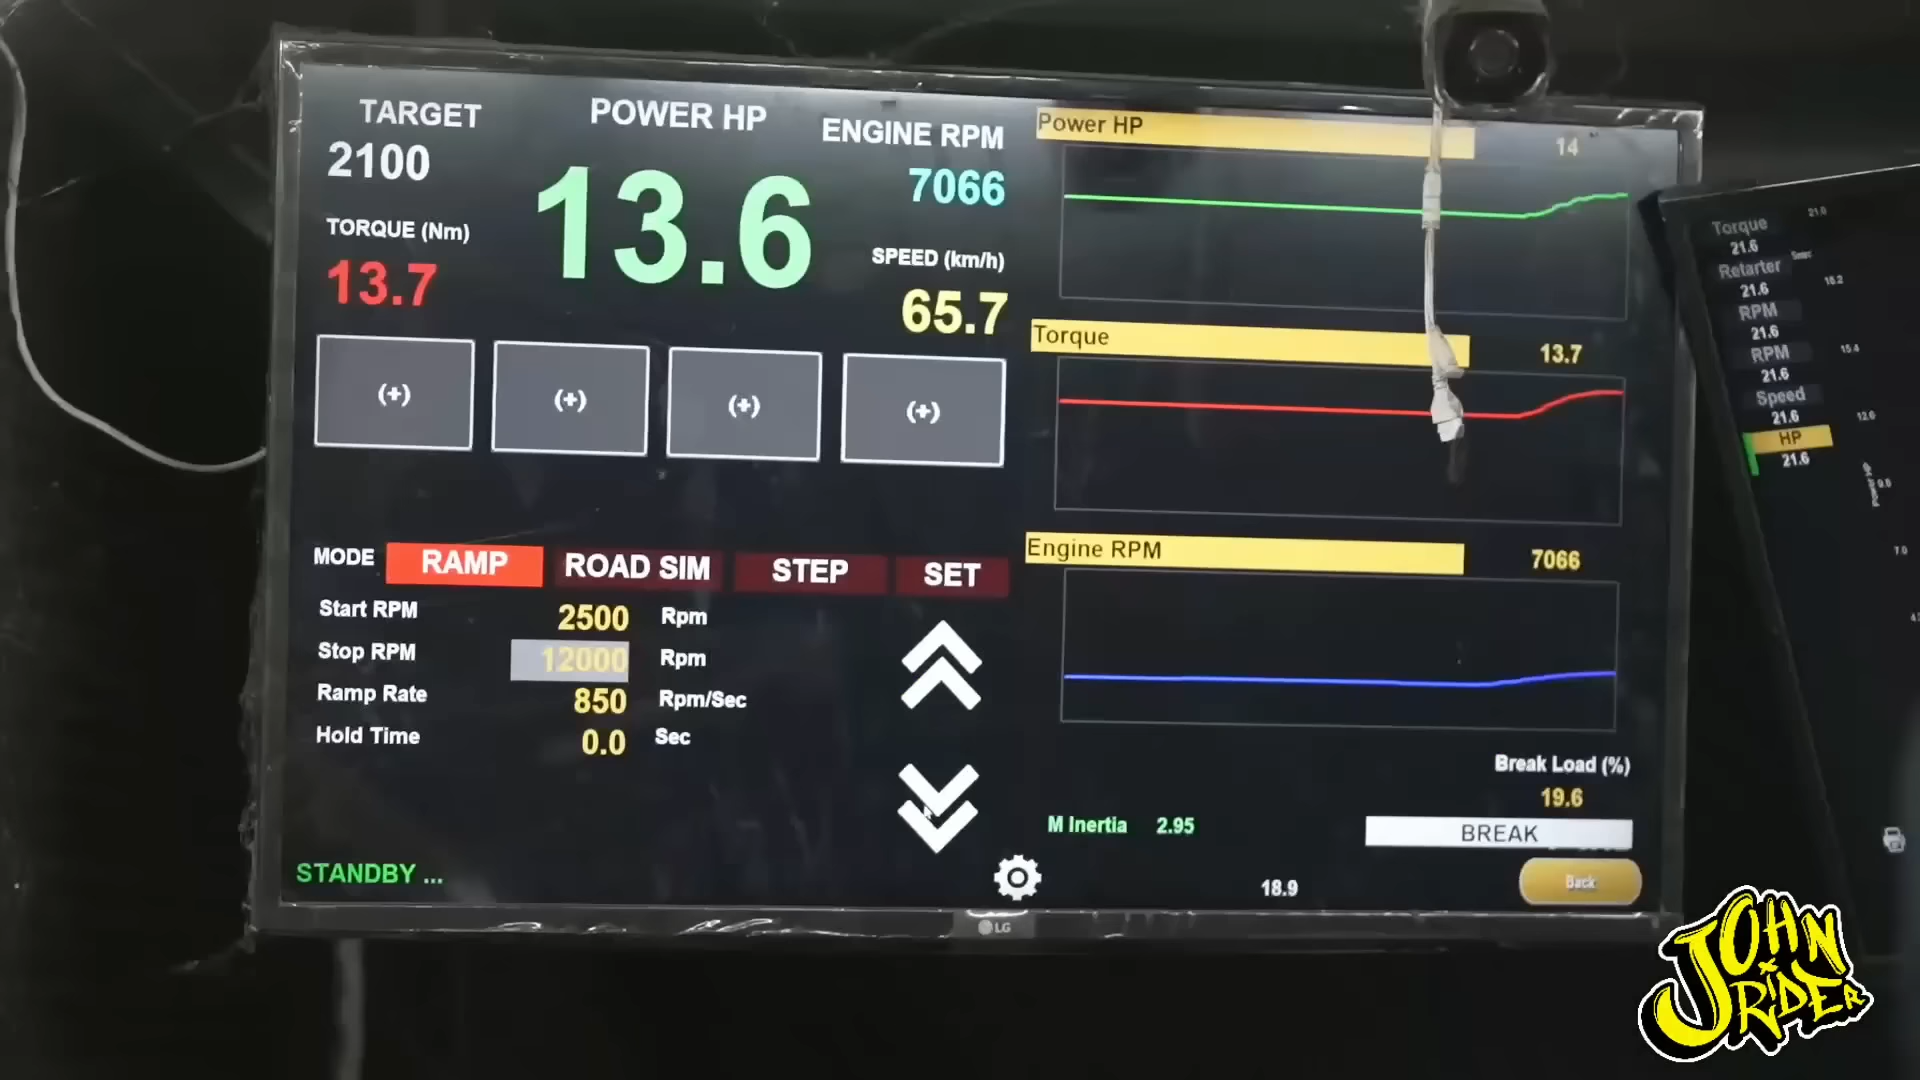 TARGET
2100
TORQUE (Nm)
13.7
POWER HP
13.6
ENGINE RPM
7066
SPEED (km/h)
65.7
(+) (+) (+) (+)
MODE RAMP ROAD SIM STEP SET
Start RPM 2500 Rpm
Stop RPM 12000 Rpm
Ramp Rate 850 Rpm/Sec
Hold Time 0.0 Sec
STANDBY ...
Power HP 14
Torque 13.7
Engine RPM 7066
Break Load (%)
19.6
M Inertia 2.95
BREAK
18.9
Back
LG
Torque
21.6
Retarter
21.6
RPM
21.6
RPM
21.6
Speed
21.6
HP
21.6
JOHN
RIDER